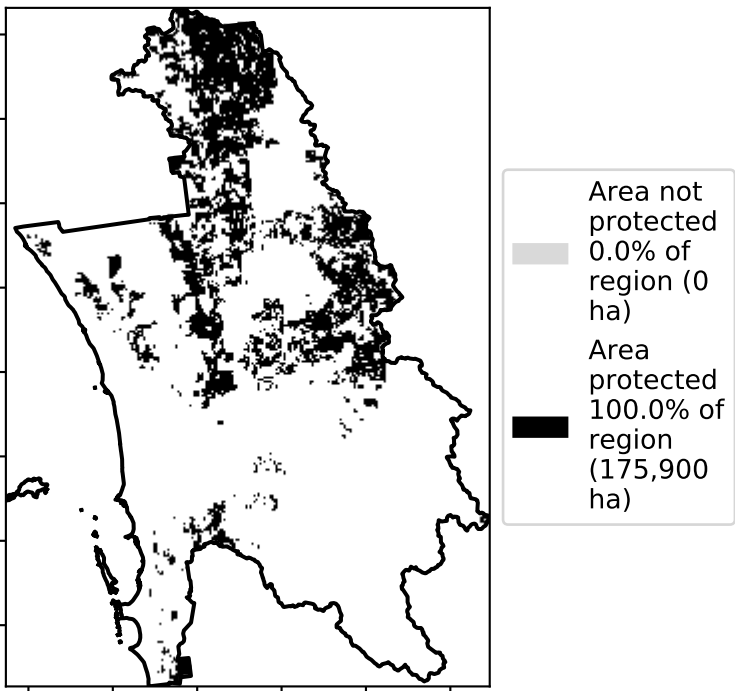 Area not
protected
0.0% of
region (0
ha)
Area
protected
100.0% of
region
(175,900
ha)